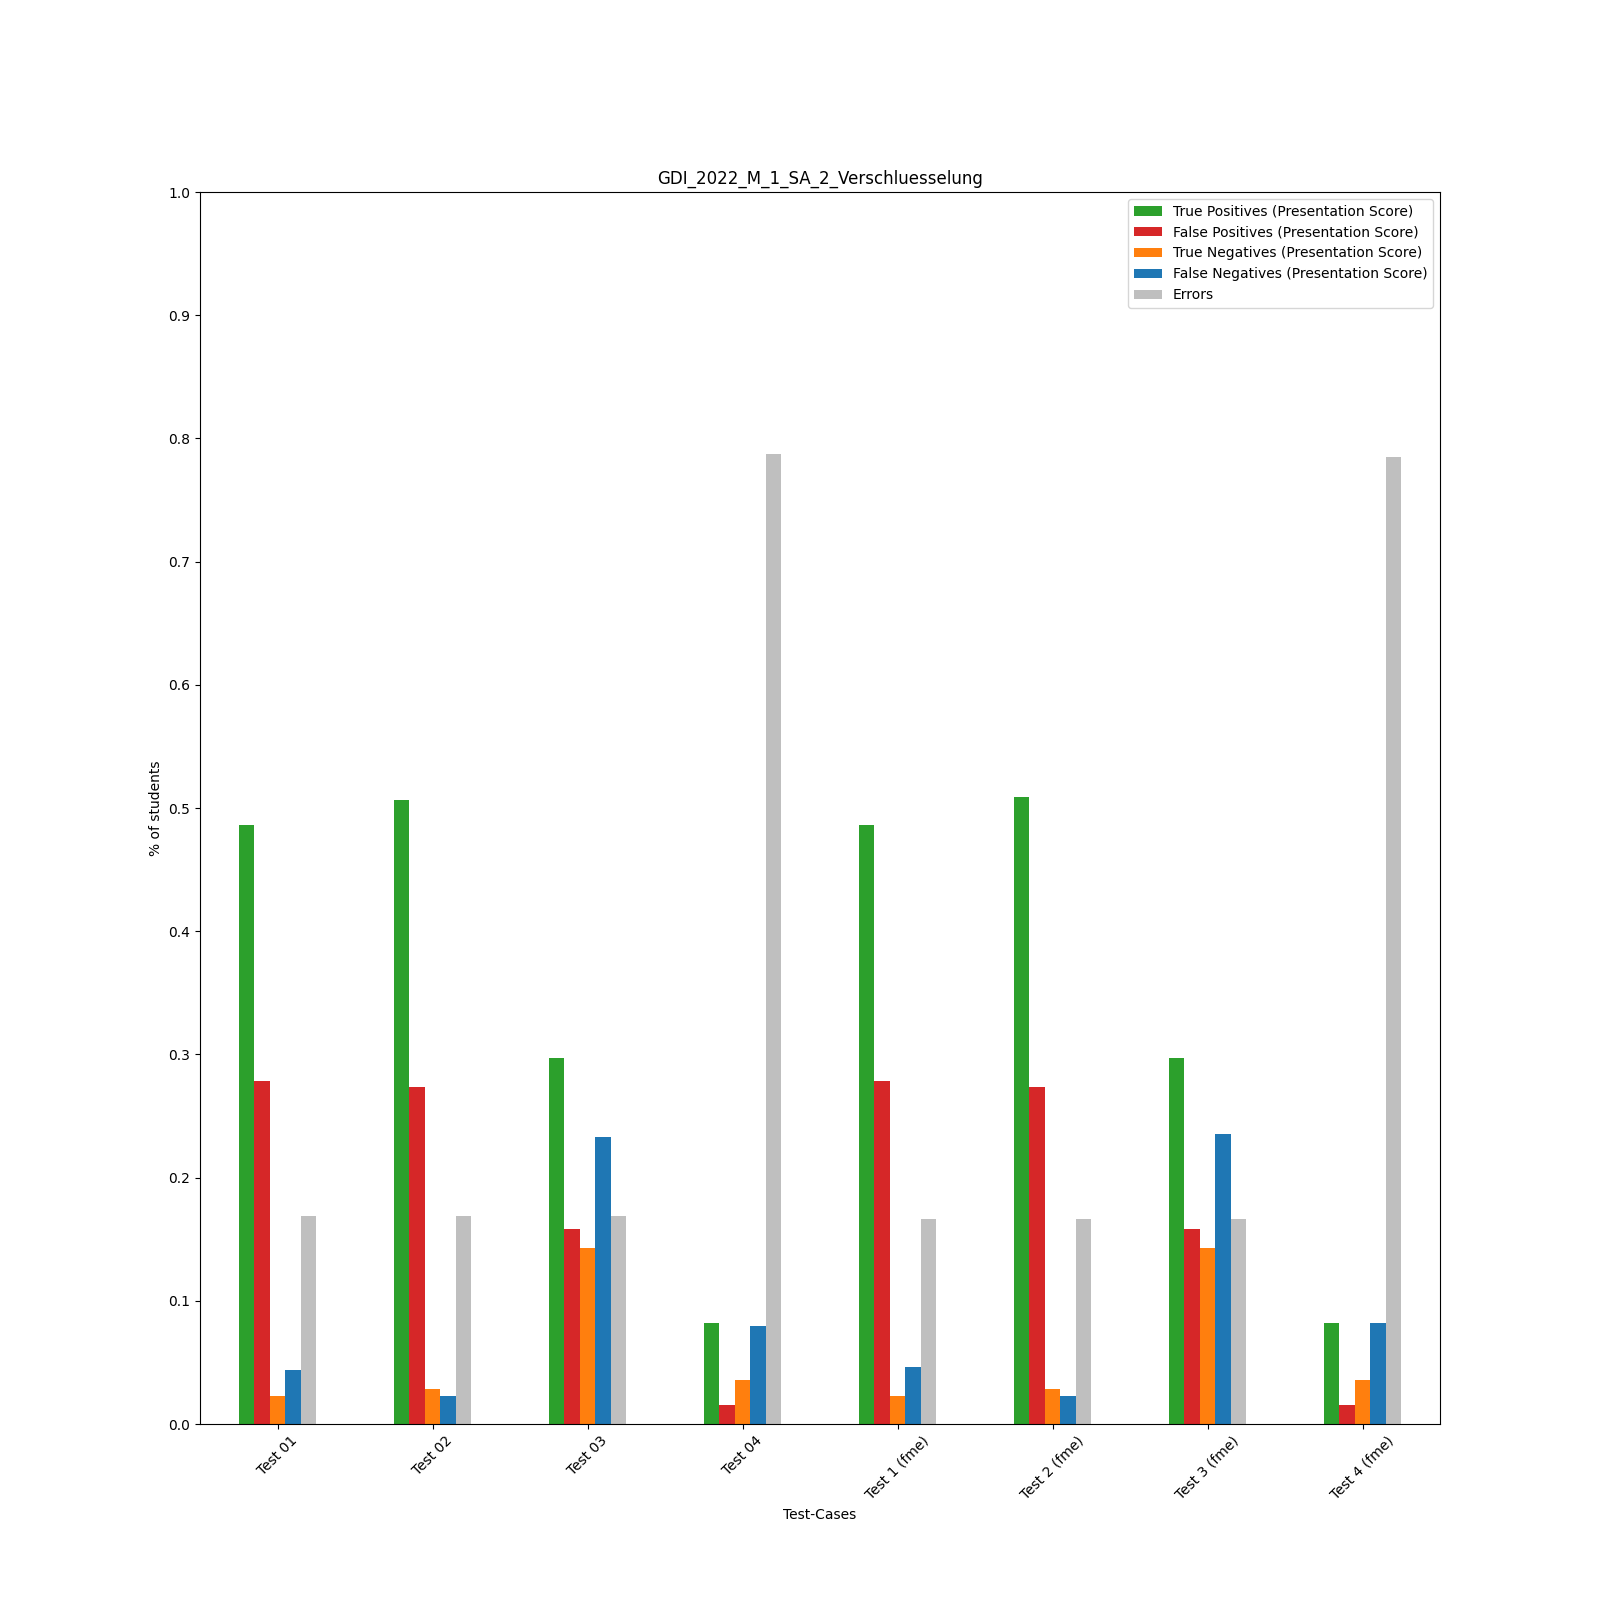 GDI_2022_M_1_SA_2_Verschluesselung
True Positives (Presentation Score)
False Positives (Presentation Score)
True Negatives (Presentation Score)
False Negatives (Presentation Score)
Errors
1.0
0.9
0.8
0.7
0.6
0.5
0.4
0.3
0.2
0.1
0.0
% of students
Test 01
Test 02
Test 03
Test 04
Test 1 (fme)
Test 2 (fme)
Test 3 (fme)
Test 4 (fme)
Test-Cases